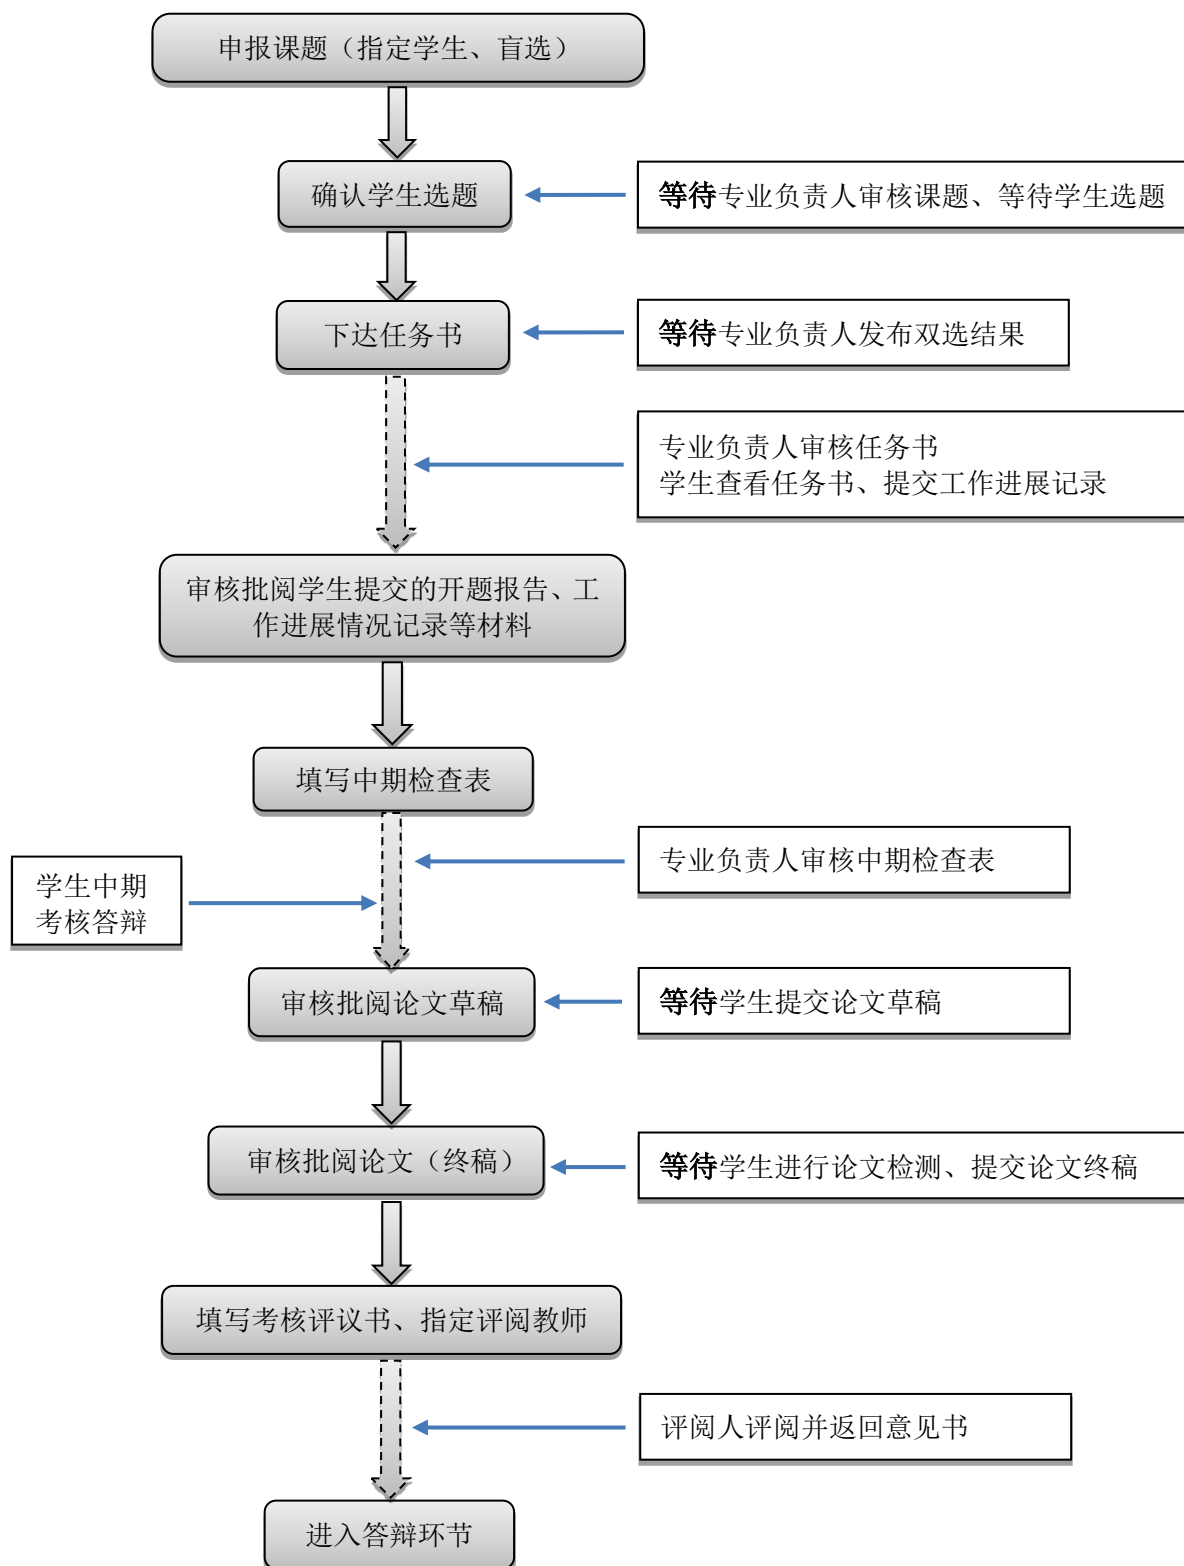 申报课题（指定学生、盲选）
确认学生选题
等待专业负责人审核课题、等待学生选题
下达任务书
等待专业负责人发布双选结果
专业负责人审核任务书
学生查看任务书、提交工作进展记录
审核批阅学生提交的开题报告、工
作进展情况记录等材料
填写中期检查表
专业负责人审核中期检查表
学生中期
考核答辩
审核批阅论文草稿
等待学生提交论文草稿
审核批阅论文（终稿）
等待学生进行论文检测、提交论文终稿
填写考核评议书、指定评阅教师
评阅人评阅并返回意见书
进入答辩环节